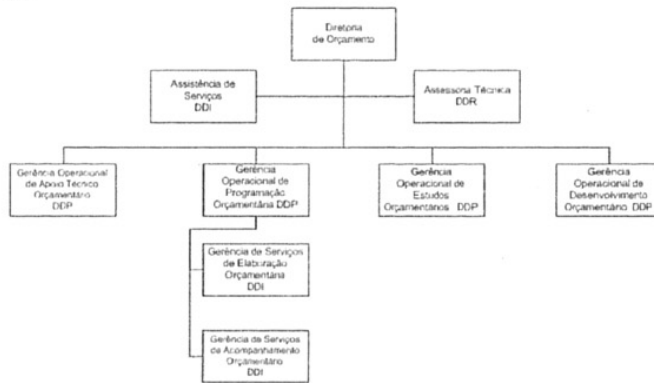 Diretoria
de Orçamento
Assistência de
Serviços
DDI
Assessoria Técnica
DDR
Gerência Operacional
de Apoio Técnico
Orçamentário
DDP
Gerência
Operacional de
Programação
Orçamentária DDP
Gerência
Operacional de
Estudos
Orçamentários DDP
Gerência
Operacional de
Desenvolvimento
Orçamentário DDP
Gerência de Serviços
de Elaboração
Orçamentária
DDI
Gerência de Serviços
de Acompanhamento
Orçamentário
DDI